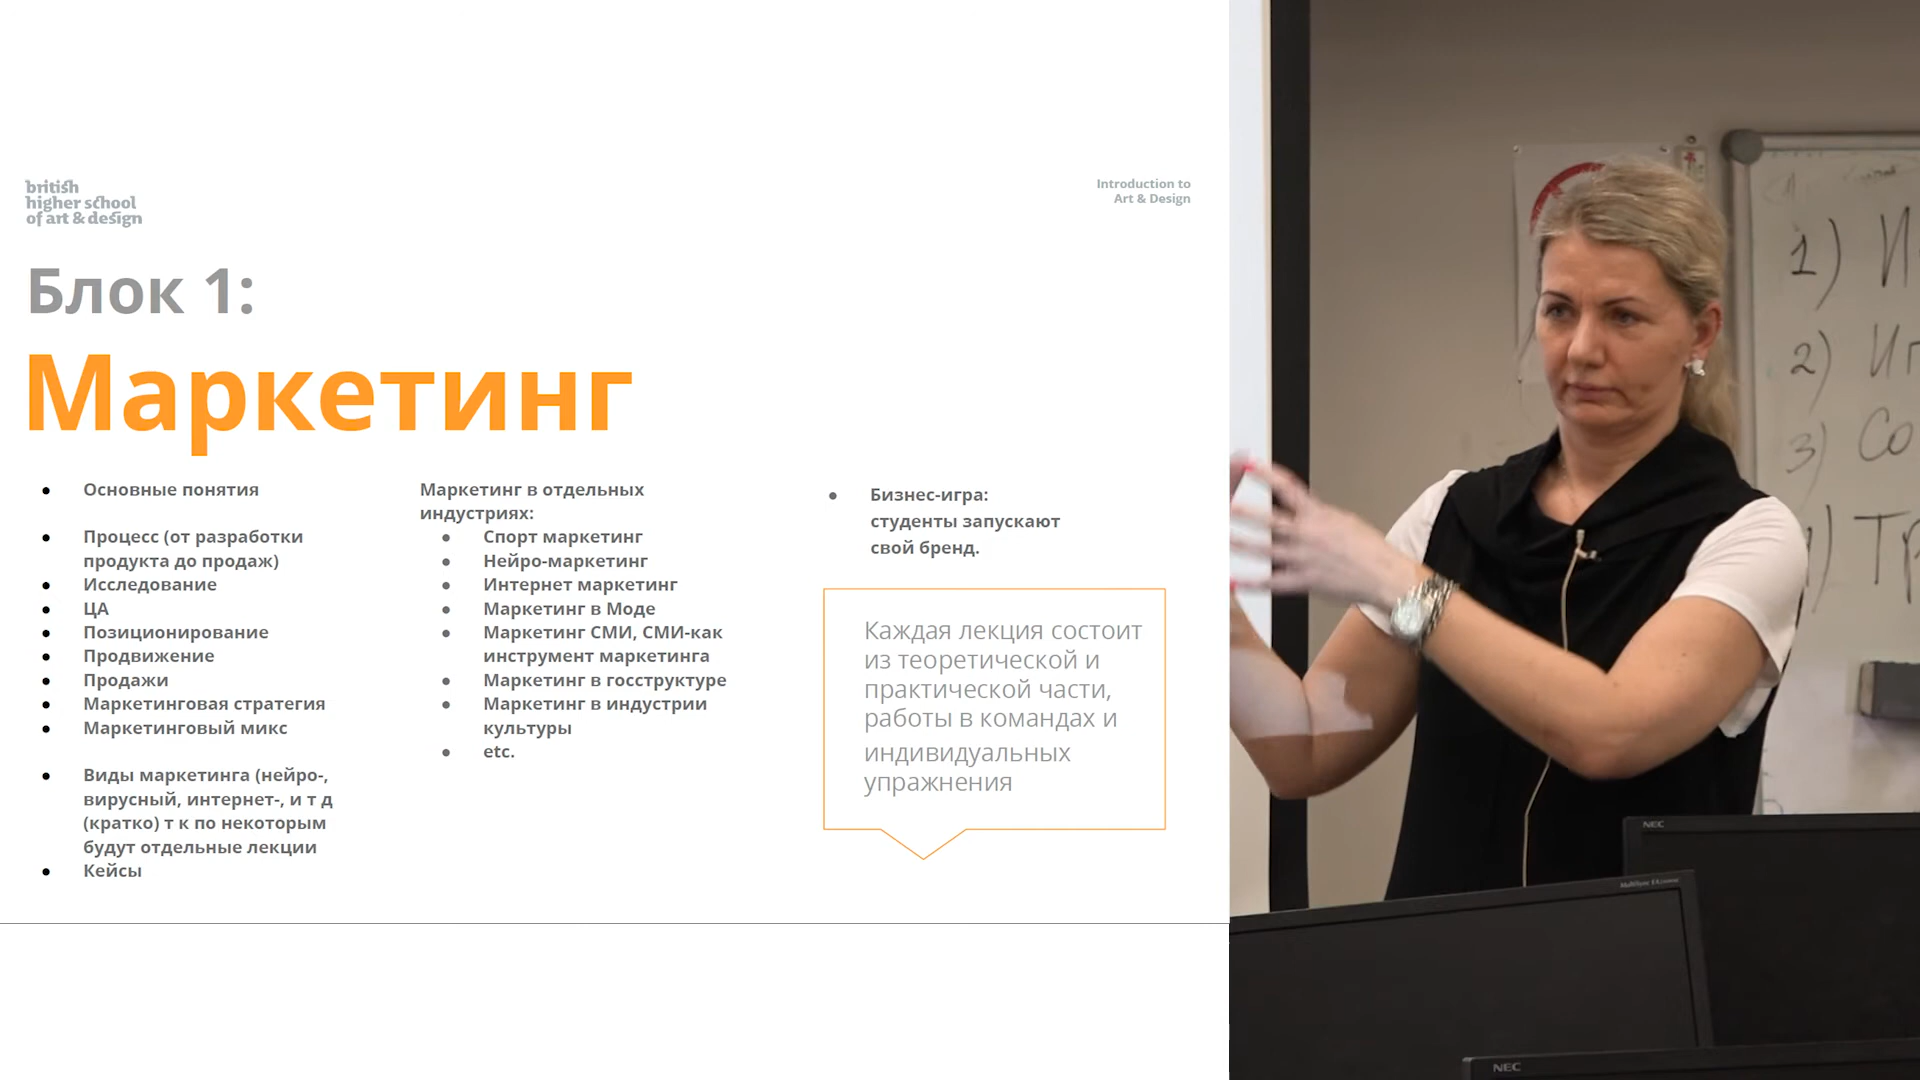 british
higher school
of art & design
Introduction to
Art & Design
Блок 1:
Маркетинг
Основные понятия
Процесс (от разработки
продукта до продаж)
Исследование
ЦА
Позиционирование
Продвижение
Продажи
Маркетинговая стратегия
Маркетинговый микс
Виды маркетинга (нейро-,
вирусный, интернет-, и т д
(кратко) т к по некоторым
будут отдельные лекции
Кейсы
Маркетинг в отдельных
индустриях:
Спорт маркетинг
Нейро-маркетинг
Интернет маркетинг
Маркетинг в Моде
Маркетинг СМИ, СМИ-как
инструмент маркетинга
Маркетинг в госструктуре
Маркетинг в индустрии
культуры
etc.
Бизнес-игра:
студенты запускают
свой бренд.
Каждая лекция состоит
из теоретической и
практической части,
работы в командах и
индивидуальных
упражнения
1)
2)
3) Со
NEC
NEC